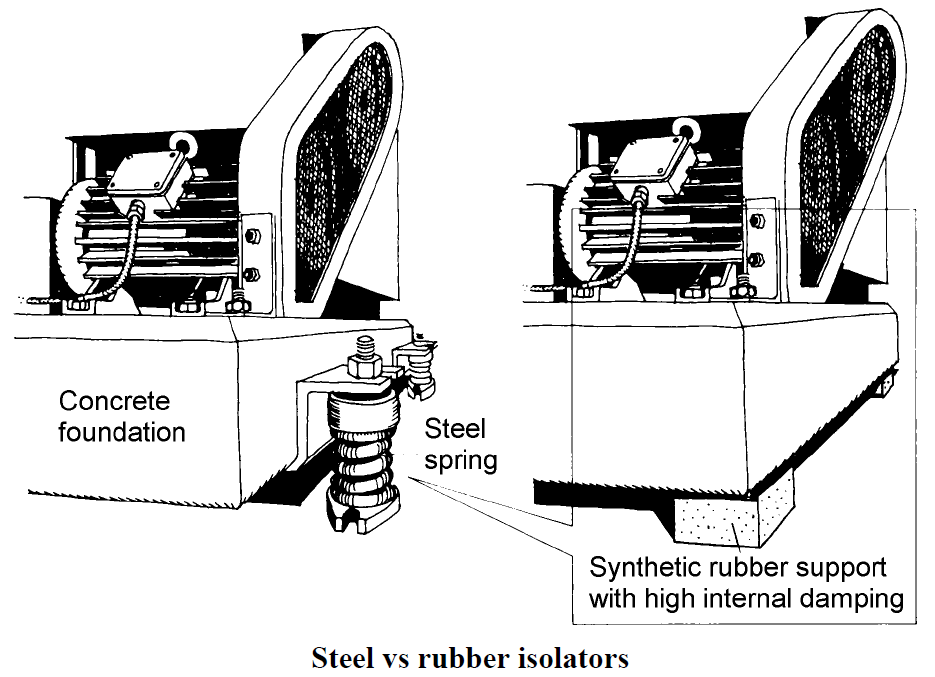 Concrete
foundation
Steel
spring
Synthetic rubber support
with high internal damping
Steel vs rubber isolators